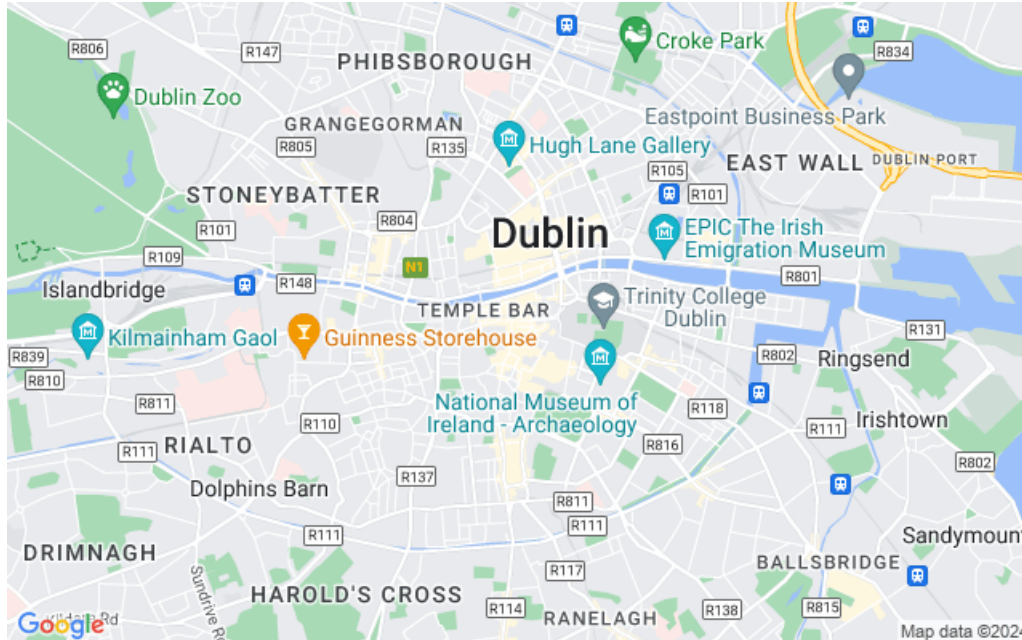 R806
R147
PHIBSBOROUGH
Croke Park
R834
Dublin Zoo
Eastpoint Business Park
GRANGEGORMAN
R805
R135
Hugh Lane Gallery
EAST WALL
DUBLIN PORT
R105
R101
STONEYBATTER
R804
R101
Dublin
EPIC The Irish
Emigration Museum
R109
N1
R801
Islandbridge
R148
TEMPLE BAR
Trinity College
Dublin
Kilmainham Gaol
Guinness Storehouse
R131
R839
R802
Ringsend
R810
R811
National Museum of
Ireland - Archaeology
R118
R110
R111
Irishtown
RIALTO
R111
R816
R802
R137
Dolphins Barn
R811
R111
R111
Sandymoun
DRIMNAGH
BALLSBRIDGE
R117
Sundrive R
HAROLD'S CROSS
R114
RANELAGH
R138
R815
Rd
Google
Map data ©2024